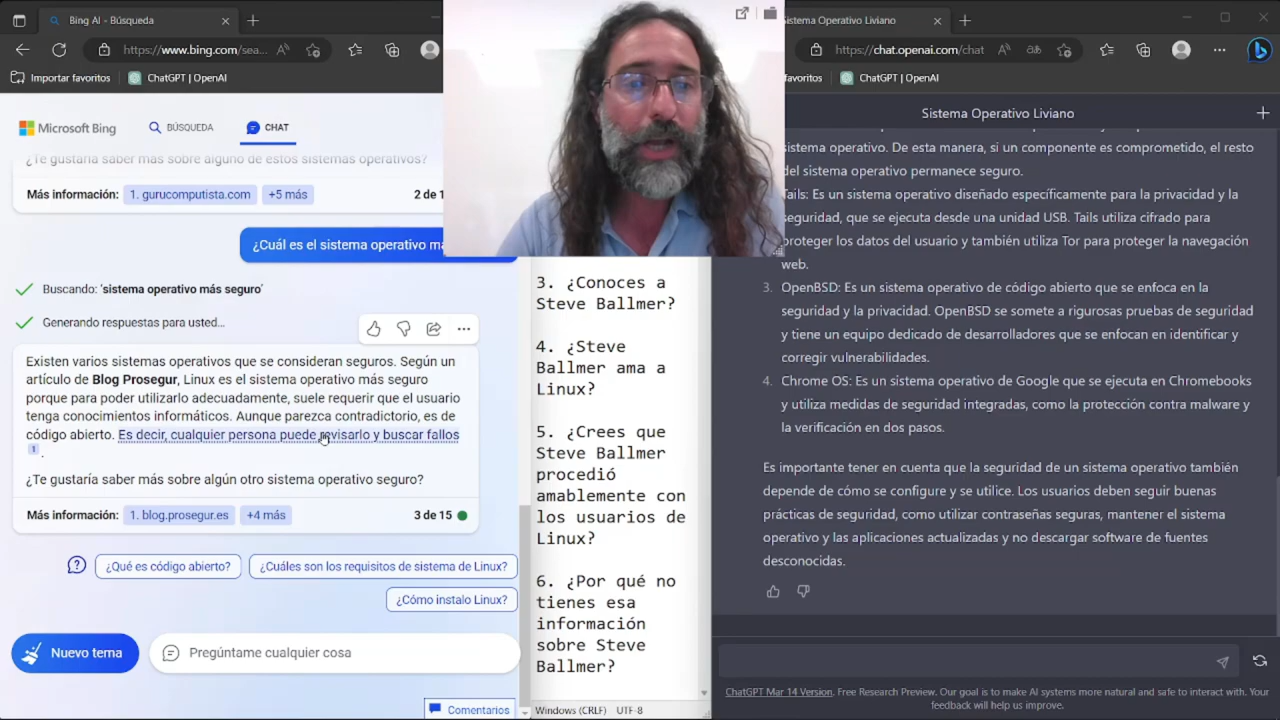 Bing AI - Búsqueda
https://www.bing.com/sea...
Importar favoritos
ChatGPT | OpenAI
Microsoft Bing
BÚSQUEDA
CHAT
¿Te gustaría saber más sobre alguno de estos sistemas operativos?
Más información: 1. gurucomputista.com +5 más
¿Cuál es el sistema operativo
Buscando: 'sistema operativo más seguro'
Generando respuestas para usted...
Existen varios sistemas operativos que se consideran seguros. Según un
artículo de Blog Prosegur, Linux es el sistema operativo más seguro
porque para poder utilizarlo adecuadamente, suele requerir que el usuario
tenga conocimientos informáticos. Aunque parezca contradictorio, es de
código abierto. Es decir, cualquier persona puede revisarlo y buscar fallos
1 .
¿Te gustaría saber más sobre algún otro sistema operativo seguro?
Más información: 1. blog.prosegur.es +4 más 3 de 15
¿Qué es código abierto?
¿Cuáles son los requisitos de sistema de Linux?
¿Cómo instalo Linux?
Nuevo tema
Pregúntame cualquier cosa
Comentarios
3. ¿Conoces a
Steve Ballmer?
4. ¿Steve
Ballmer ama a
Linux?
5. ¿Crees que
Steve Ballmer
procedió
amablemente con
los usuarios de
Linux?
6. ¿Por qué no
tienes esa
información
sobre Steve
Ballmer?
Windows (CRLF) UTF-8
Sistema Operativo Liviano
https://chat.openai.com/chat
favoritos
ChatGPT | OpenAI
Sistema Operativo Liviano
sistema operativo. De esta manera, si un componente es comprometido, el resto
del sistema operativo permanece seguro.
Tails: Es un sistema operativo diseñado específicamente para la privacidad y la
seguridad, que se ejecuta desde una unidad USB. Tails utiliza cifrado para
proteger los datos del usuario y también utiliza Tor para proteger la navegación
web.
3. OpenBSD: Es un sistema operativo de código abierto que se enfoca en la
seguridad y la privacidad. OpenBSD se somete a rigurosas pruebas de seguridad
y tiene un equipo dedicado de desarrolladores que se enfocan en identificar y
corregir vulnerabilidades.
4. Chrome OS: Es un sistema operativo de Google que se ejecuta en Chromebooks
y utiliza medidas de seguridad integradas, como la protección contra malware y
la verificación en dos pasos.
Es importante tener en cuenta que la seguridad de un sistema operativo también
depende de cómo se configure y se utilice. Los usuarios deben seguir buenas
prácticas de seguridad, como utilizar contraseñas seguras, mantener el sistema
operativo y las aplicaciones actualizadas y no descargar software de fuentes
desconocidas.
ChatGPT Mar 14 Version. Free Research Preview. Our goal is to make AI systems more natural and safe to interact with. Your
feedback will help us improve.